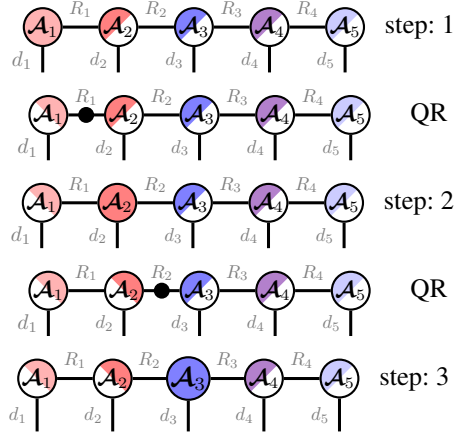 R₁ R₂ R₃ R₄
𝓐₁ 𝓐₂ 𝓐₃ 𝓐₄ 𝓐₅ step: 1
d₁ d₂ d₃ d₄ d₅
R₁ R₂ R₃ R₄
𝓐₁ 𝓐₂ 𝓐₃ 𝓐₄ 𝓐₅ QR
d₁ d₂ d₃ d₄ d₅
R₁ R₂ R₃ R₄
𝓐₁ 𝓐₂ 𝓐₃ 𝓐₄ 𝓐₅ step: 2
d₁ d₂ d₃ d₄ d₅
R₁ R₂ R₃ R₄
𝓐₁ 𝓐₂ 𝓐₃ 𝓐₄ 𝓐₅ QR
d₁ d₂ d₃ d₄ d₅
R₁ R₂ R₃ R₄
𝓐₁ 𝓐₂ 𝓐₃ 𝓐₄ 𝓐₅ step: 3
d₁ d₂ d₃ d₄ d₅